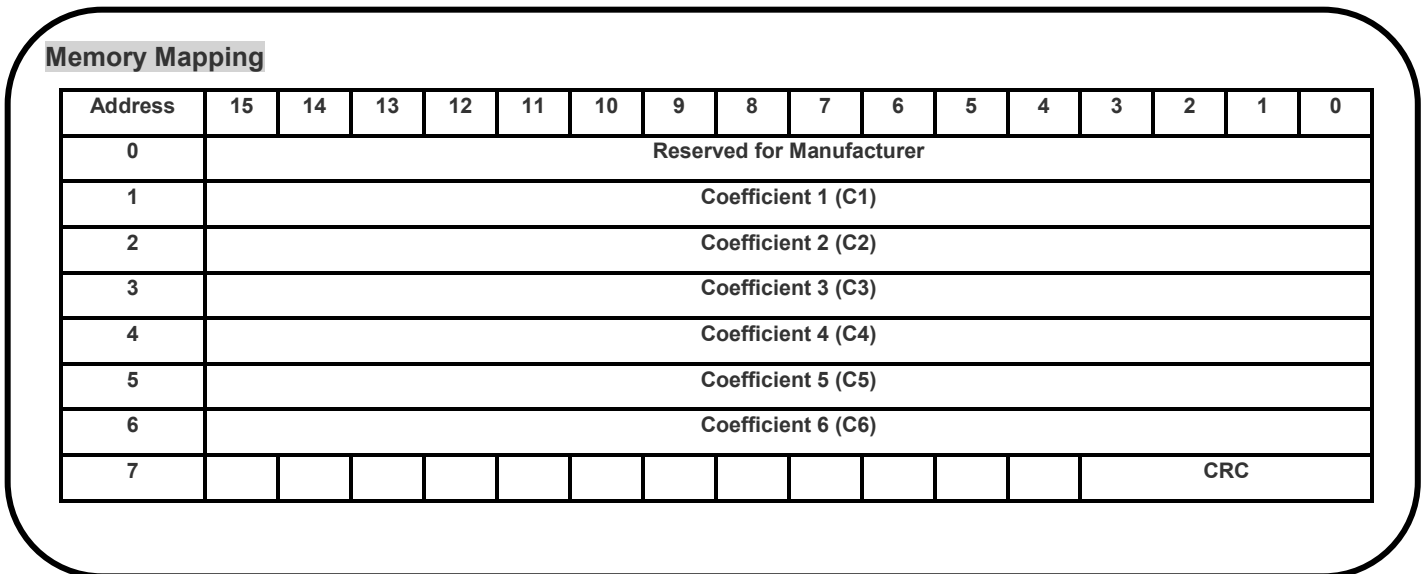 Memory Mapping
Address 15 14 13 12 11 10 9 8 7 6 5 4 3 2 1 0
0 Reserved for Manufacturer
1 Coefficient 1 (C1)
2 Coefficient 2 (C2)
3 Coefficient 3 (C3)
4 Coefficient 4 (C4)
5 Coefficient 5 (C5)
6 Coefficient 6 (C6)
7 CRC